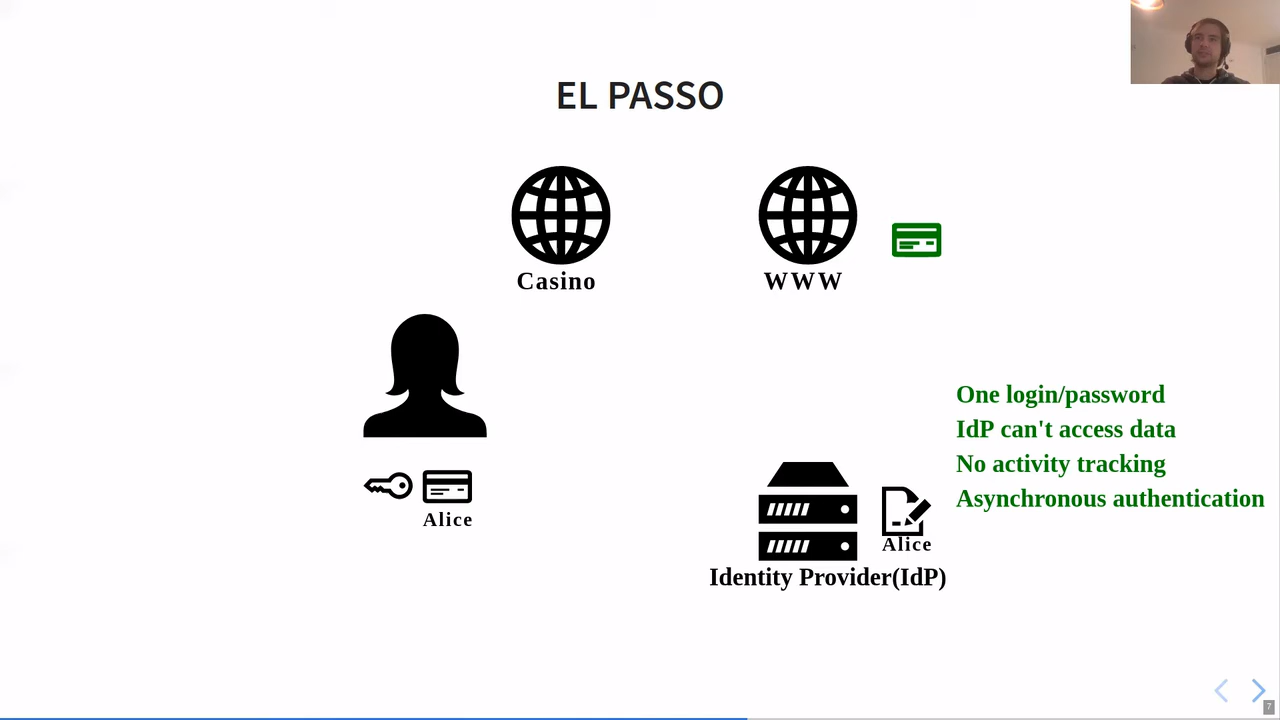 EL PASSO
Casino
WWW
Alice
One login/password
IdP can't access data
No activity tracking
Asynchronous authentication
Alice
Identity Provider(IdP)
7